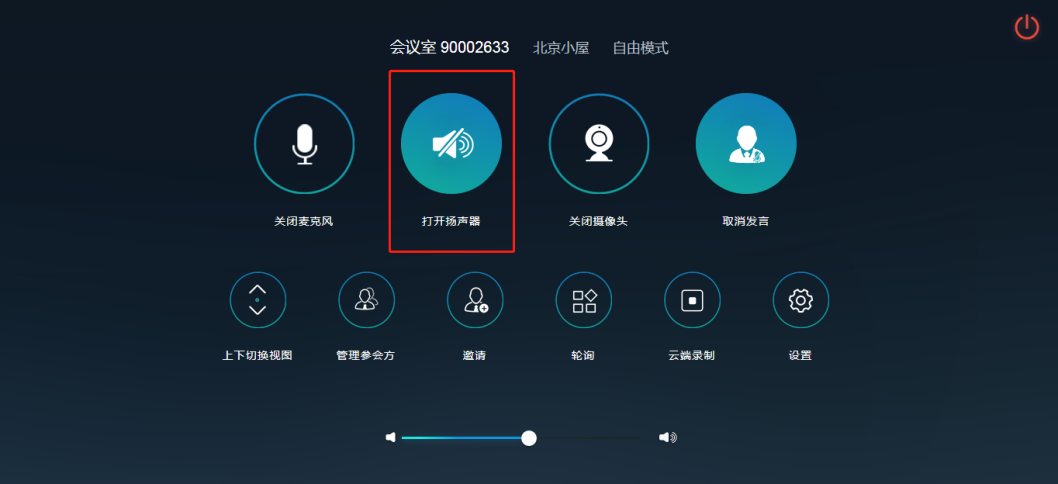 会议室 90002633 北京小屋 自由模式
关闭麦克风 打开扬声器 关闭摄像头 取消发言
上下切换视图 管理参会方 邀请 轮询 云端录制 设置